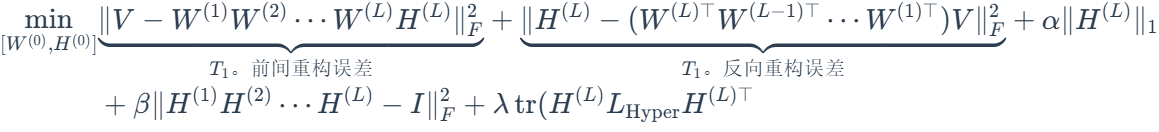 \min_{[W^{(0)}, H^{(0)}]} \underbrace{\|V - W^{(1)}W^{(2)} \cdots W^{(L)}H^{(L)}\|_F^2}_{T_1。前间重构误差} + \underbrace{\|H^{(L)} - (W^{(L)\top}W^{(L-1)\top} \cdots W^{(1)\top})V\|_F^2}_{T_1。反向重构误差} + \alpha\|H^{(L)}\|_1
+ \beta\|H^{(1)}H^{(2)} \cdots H^{(L)} - I\|_F^2 + \lambda \operatorname{tr}(H^{(L)}L_{\text{Hyper}}H^{(L)\top}